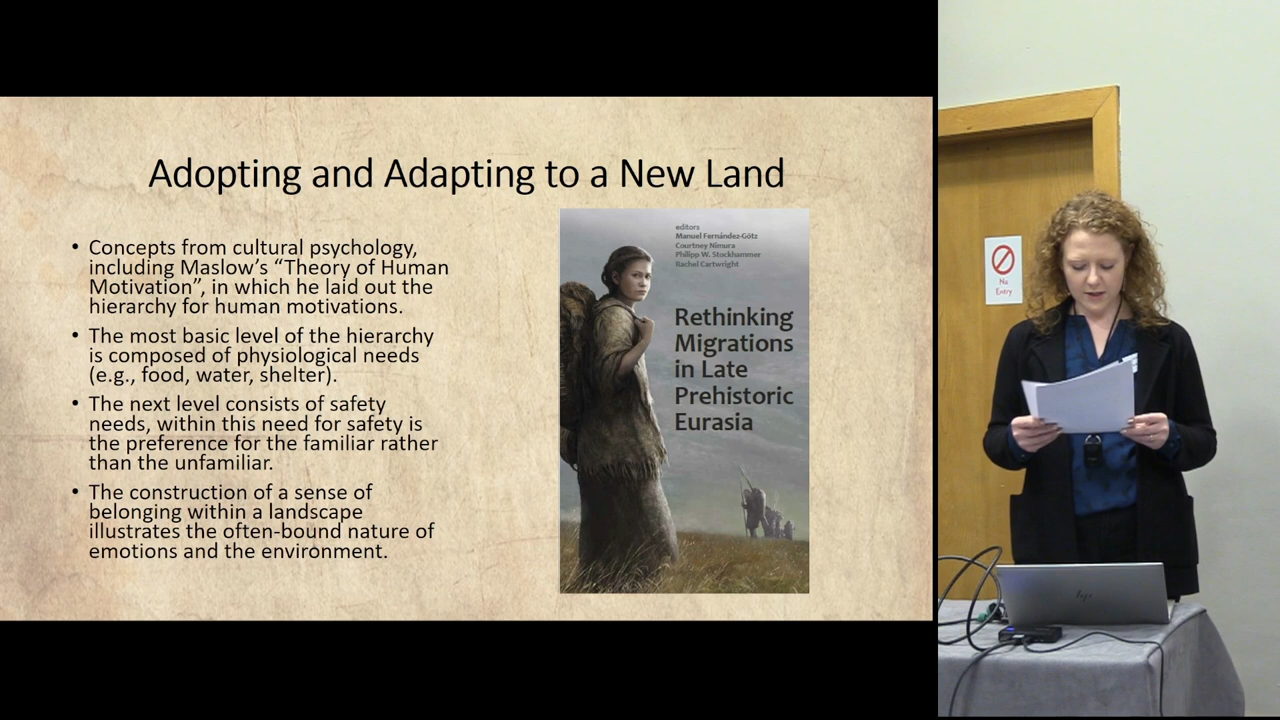 Adopting and Adapting to a New Land
• Concepts from cultural psychology,
including Maslow's “Theory of Human
Motivation”, in which he laid out the
hierarchy for human motivations.
• The most basic level of the hierarchy
is composed of physiological needs
(e.g., food, water, shelter).
• The next level consists of safety
needs, within this need for safety is
the preference for the familiar rather
than the unfamiliar.
• The construction of a sense of
belonging within a landscape
illustrates the often-bound nature of
emotions and the environment.
editors
Manuel Fernández-Götz
Courtney Nimura
Philipp W. Stockhammer
Rachel Cartwright
Rethinking
Migrations
in Late
Prehistoric
Eurasia
No
Entry